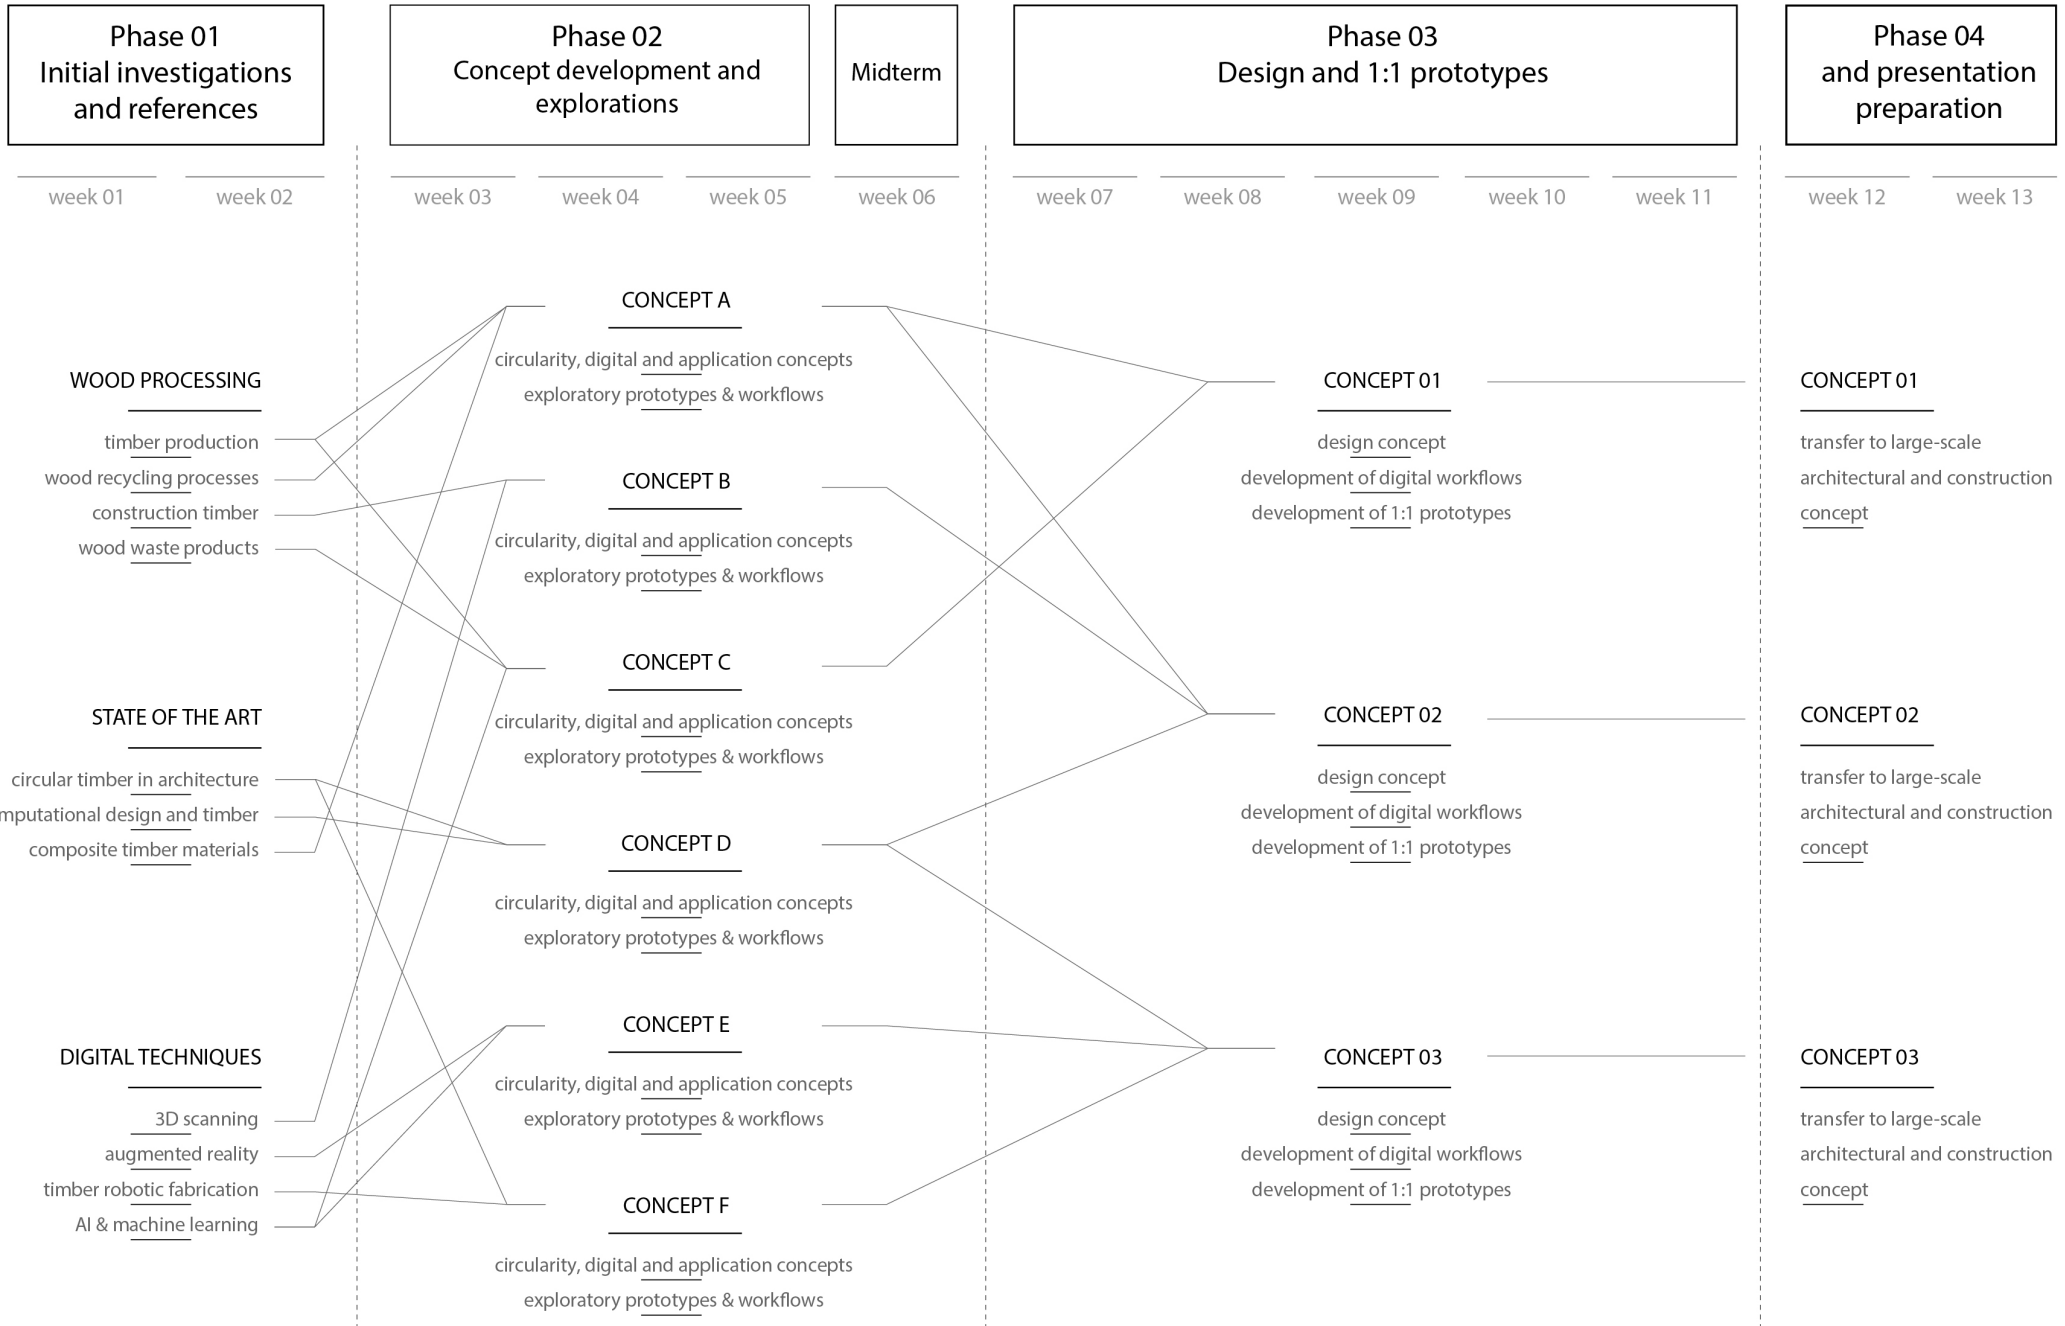 Phase 01
Initial investigations
and references
Phase 02
Concept development and
explorations
Midterm
Phase 03
Design and 1:1 prototypes
Phase 04
and presentation
preparation
week 01
week 02
week 03
week 04
week 05
week 06
week 07
week 08
week 09
week 10
week 11
week 12
week 13
WOOD PROCESSING
timber production
wood recycling processes
construction timber
wood waste products
STATE OF THE ART
circular timber in architecture
mputational design and timber
composite timber materials
DIGITAL TECHNIQUES
3D scanning
augmented reality
timber robotic fabrication
AI & machine learning
CONCEPT A
circularity, digital and application concepts
exploratory prototypes & workflows
CONCEPT B
circularity, digital and application concepts
exploratory prototypes & workflows
CONCEPT C
circularity, digital and application concepts
exploratory prototypes & workflows
CONCEPT D
circularity, digital and application concepts
exploratory prototypes & workflows
CONCEPT E
circularity, digital and application concepts
exploratory prototypes & workflows
CONCEPT F
circularity, digital and application concepts
exploratory prototypes & workflows
CONCEPT 01
design concept
development of digital workflows
development of 1:1 prototypes
CONCEPT 02
design concept
development of digital workflows
development of 1:1 prototypes
CONCEPT 03
design concept
development of digital workflows
development of 1:1 prototypes
CONCEPT 01
transfer to large-scale
architectural and construction
concept
CONCEPT 02
transfer to large-scale
architectural and construction
concept
CONCEPT 03
transfer to large-scale
architectural and construction
concept